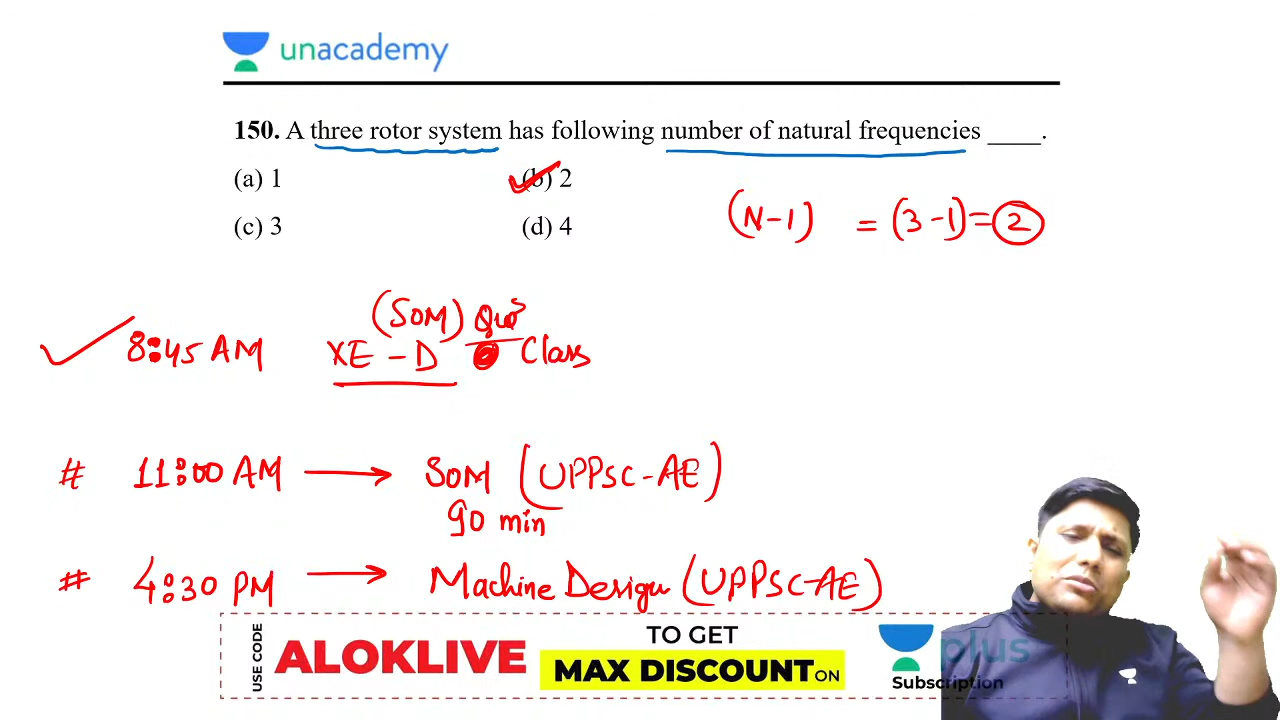 unacademy
150. A three rotor system has following number of natural frequencies ____.
(a) 1
(b) 2
(c) 3
(d) 4
(N-1) = (3-1) = 2
(SOM)
8:45 AM XE - D Class
# 11:00 AM → SOM (UPPSC-AE)
90 min
# 4:30 PM → Machine Design (UPPSC-AE)
USE CODE
ALOKLIVE
TO GET
MAX DISCOUNT ON
plus
Subscription